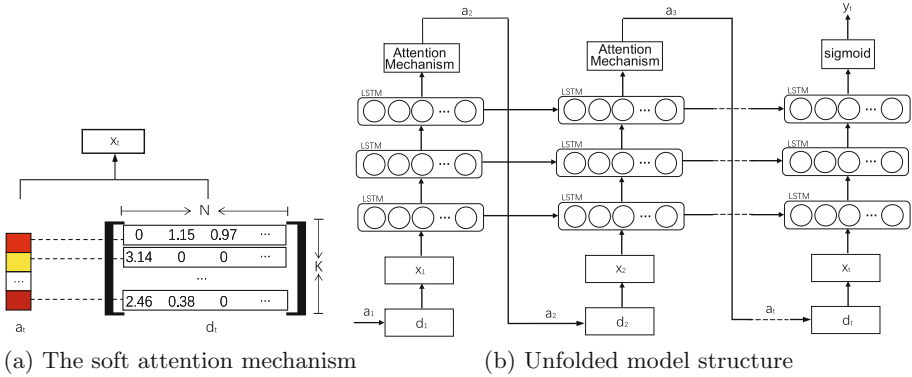 xₜ
N
0 1.15 0.97 ...
3.14 0 0 ...
...
2.46 0.38 0 ...
K
...
aₜ
dₜ
(a) The soft attention mechanism
a₂
a₃
yₜ
Attention
Mechanism
Attention
Mechanism
sigmoid
LSTM
...
LSTM
...
LSTM
...
LSTM
...
LSTM
...
LSTM
...
LSTM
...
LSTM
...
LSTM
...
x₁
x₂
xₜ
a₁
d₁
a₂
d₂
aₜ
dₜ
(b) Unfolded model structure